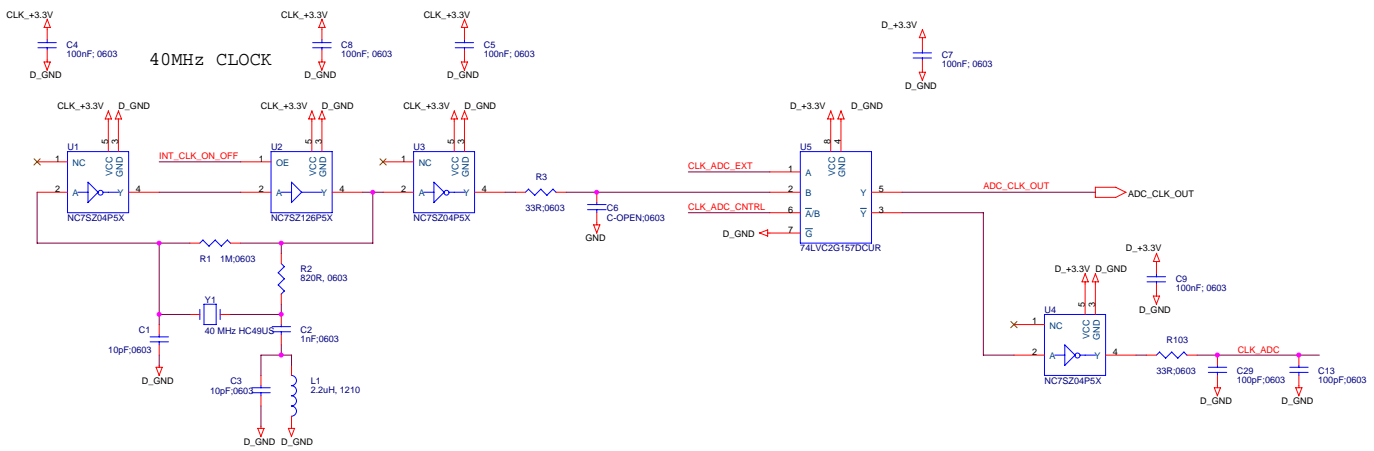 CLK_+3.3V
C4
100nF; 0603
D_GND
40MHz CLOCK
CLK_+3.3V
C8
100nF; 0603
D_GND
CLK_+3.3V
C5
100nF; 0603
D_GND
D_+3.3V
C7
100nF; 0603
D_GND
CLK_+3.3V D_GND
U1
5 3
1 NC
VCC GND
2 A Y 4
NC7SZ04P5X
CLK_+3.3V D_GND
INT_CLK_ON_OFF
U2
5 3
1 OE
VCC GND
2 A Y 4
NC7SZ126P5X
CLK_+3.3V D_GND
U3
5 3
1 NC
VCC GND
2 A Y 4
NC7SZ04P5X
R3
33R;0603
C6
C-OPEN;0603
GND
D_+3.3V D_GND
U5
8 4
VCC GND
CLK_ADC_EXT 1 A
2 B Y 5
CLK_ADC_CNTRL 6 A/B Y 3
D_GND 7 G
74LVC2G157DCUR
ADC_CLK_OUT
ADC_CLK_OUT
R1 1M;0603
R2
820R, 0603
Y1
40 MHz HC49US
C1
10pF;0603
D_GND
C2
1nF;0603
C3
10pF;0603
L1
2.2uH, 1210
D_GND D_GND
D_+3.3V
C9
100nF; 0603
D_GND
D_+3.3V D_GND
U4
5 3
1 NC
VCC GND
2 A Y 4
NC7SZ04P5X
R103
33R;0603
CLK_ADC
C29
100pF;0603
D_GND
C13
100pF;0603
D_GND